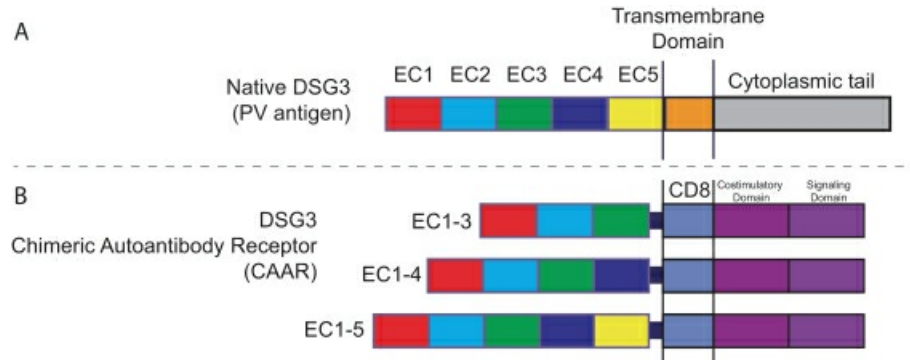 A
Transmembrane
Domain
Native DSG3
(PV antigen)
EC1 EC2 EC3 EC4 EC5
Cytoplasmic tail
B
DSG3
Chimeric Autoantibody Receptor
(CAAR)
CD8
Costimulatory
Domain
Signaling
Domain
EC1-3
EC1-4
EC1-5